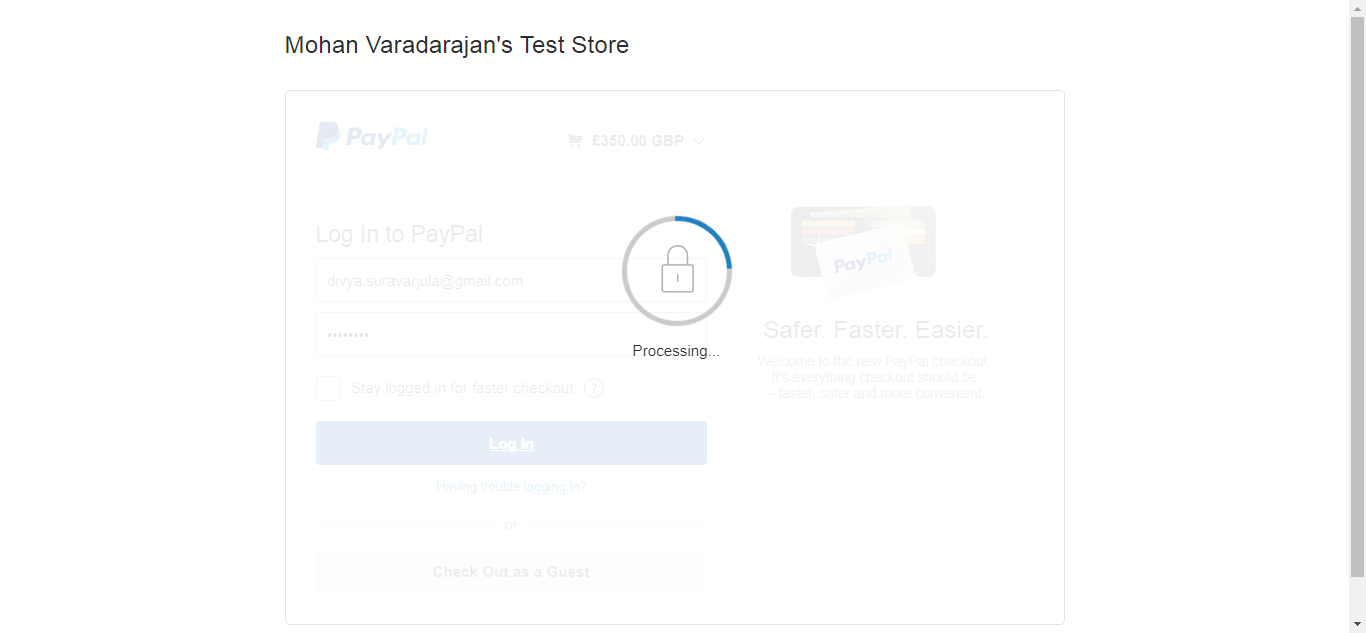 Mohan Varadarajan's Test Store
PayPal
£350.00 GBP
Log In to PayPal
divya.suravarjula@gmail.com
••••••••
Processing...
Stay logged in for faster checkout ?
Log In
Having trouble logging in?
or
Check Out as a Guest
PayPal
Safer. Faster. Easier.
Welcome to the new PayPal checkout.
It's everything checkout should be
– faster, safer and more convenient.